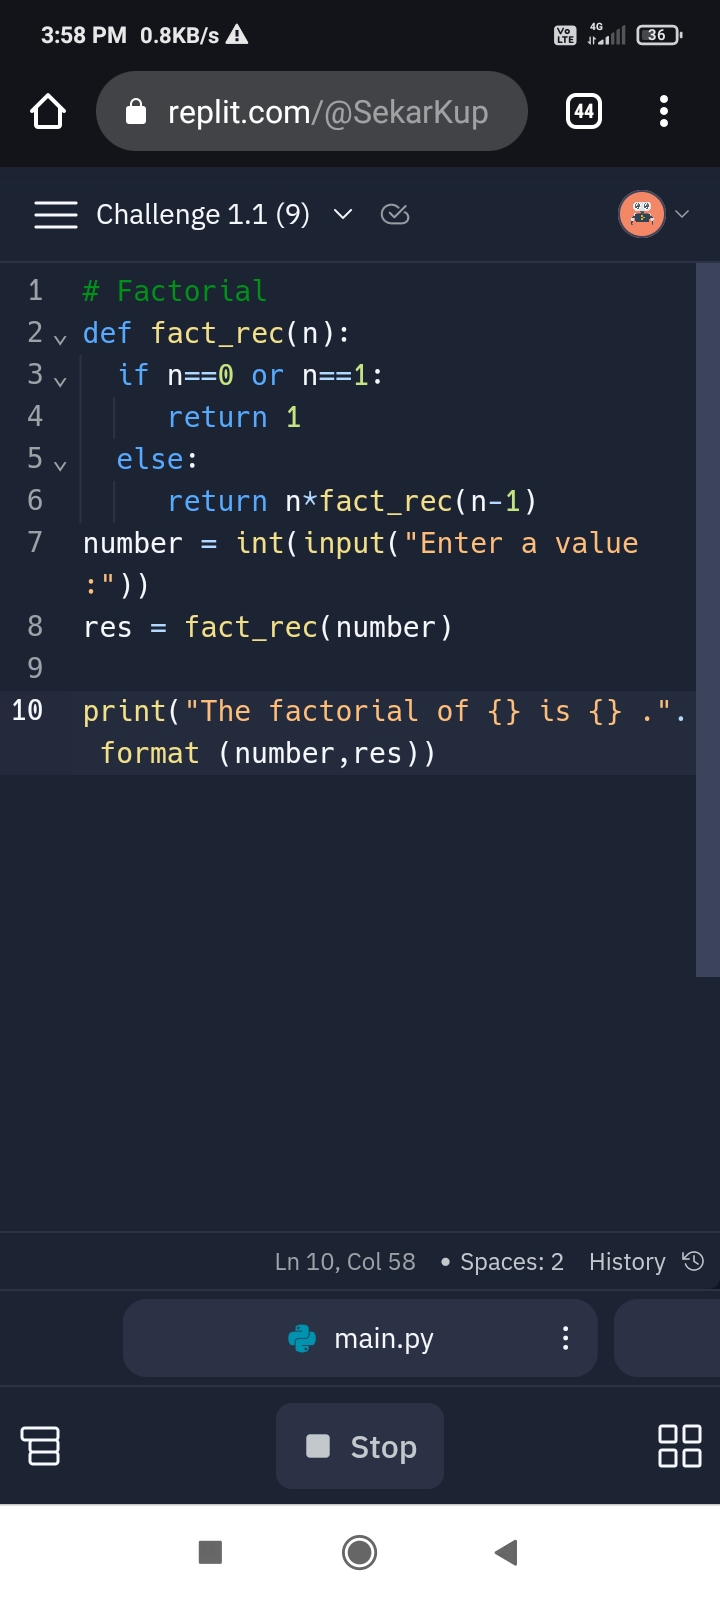 3:58 PM 0.8KB/s
Vo LTE 4G 36
replit.com/@SekarKup 44
Challenge 1.1 (9)
1 # Factorial
2 def fact_rec(n):
3 if n==0 or n==1:
4 return 1
5 else:
6 return n*fact_rec(n-1)
7 number = int(input("Enter a value
:"))
8 res = fact_rec(number)
9
10 print("The factorial of {} is {} .".
format (number,res))
Ln 10, Col 58 • Spaces: 2 History
main.py
Stop